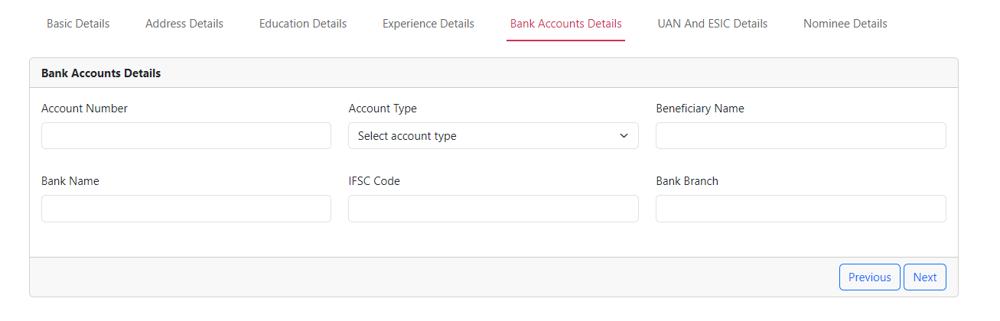 Basic Details Address Details Education Details Experience Details Bank Accounts Details UAN And ESIC Details Nominee Details
Bank Accounts Details
Account Number Account Type Beneficiary Name
Select account type
Bank Name IFSC Code Bank Branch
Previous Next